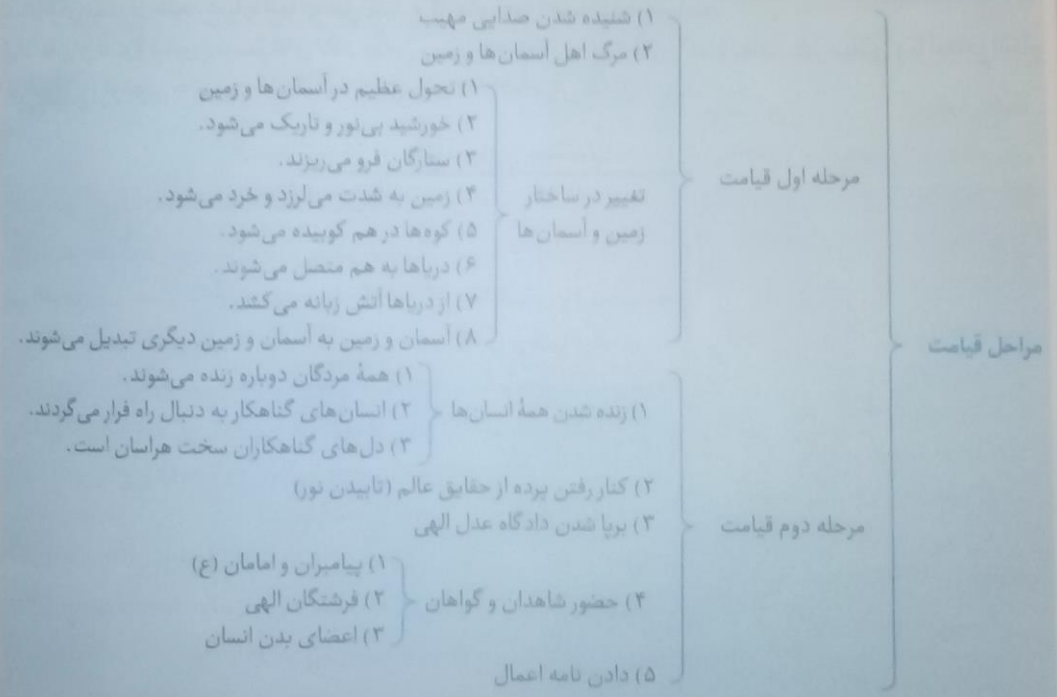 مراحل قیامت
مرحله اول قیامت
۱) شنیده شدن صدایی مهیب
۲) مرگ اهل آسمان‌ها و زمین
تغییر در ساختار
زمین و آسمان‌ها
۱) تحول عظیم در آسمان‌ها و زمین
۲) خورشید بی‌نور و تاریک می‌شود.
۳) ستارگان فرو می‌ریزند.
۴) زمین به شدت می‌لرزد و خرد می‌شود.
۵) کوه‌ها در هم کوبیده می‌شود.
۶) دریاها به هم متصل می‌شوند.
۷) از دریاها آتش زبانه می‌کشد.
۸) آسمان و زمین به آسمان و زمین دیگری تبدیل می‌شوند.
مرحله دوم قیامت
۱) زنده شدن همهٔ انسان‌ها
۱) همهٔ مردگان دوباره زنده می‌شوند.
۲) انسان‌های گناهکار به دنبال راه فرار می‌گردند.
۳) دل‌های گناهکاران سخت هراسان است.
۲) کنار رفتن پرده از حقایق عالم (تابیدن نور)
۳) برپا شدن دادگاه عدل الهی
۴) حضور شاهدان و گواهان
۱) پیامبران و امامان (ع)
۲) فرشتگان الهی
۳) اعضای بدن انسان
۵) دادن نامه اعمال